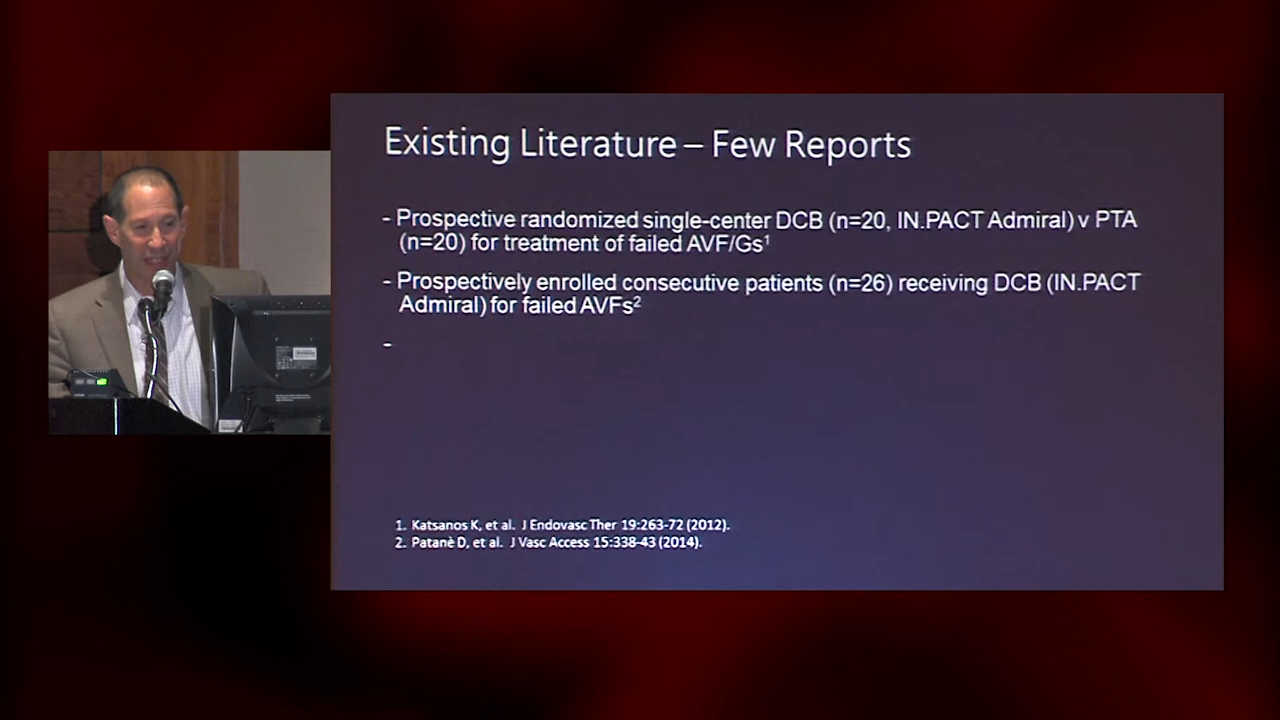 Existing Literature – Few Reports
- Prospective randomized single-center DCB (n=20, IN.PACT Admiral) v PTA
(n=20) for treatment of failed AVF/Gs¹
- Prospectively enrolled consecutive patients (n=26) receiving DCB (IN.PACT
Admiral) for failed AVFs²
-
1. Katsanos K, et al. J Endovasc Ther 19:263-72 (2012).
2. Patanè D, et al. J Vasc Access 15:338-43 (2014).